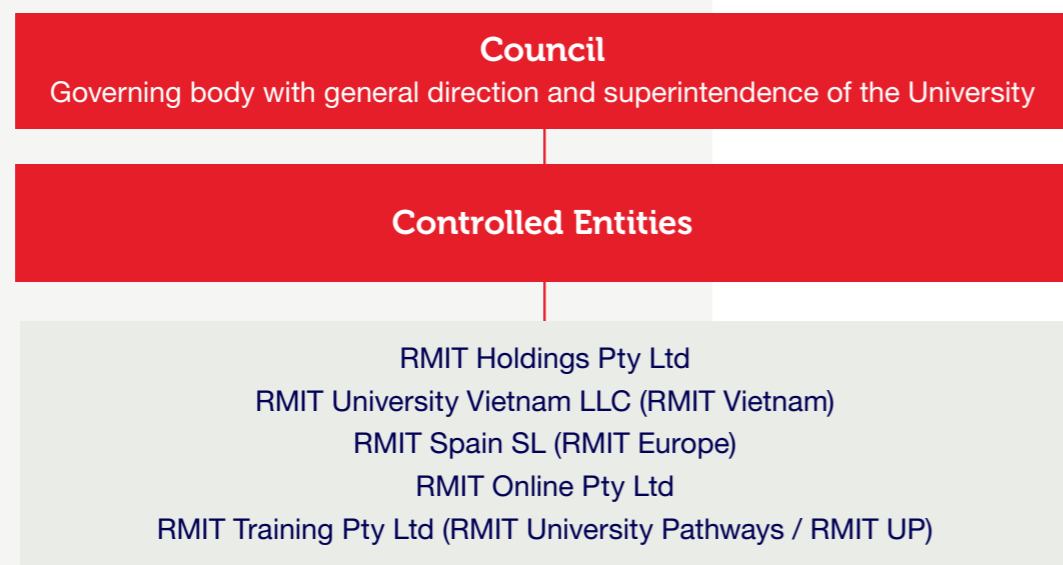 Council
Governing body with general direction and superintendence of the University
Controlled Entities
RMIT Holdings Pty Ltd
RMIT University Vietnam LLC (RMIT Vietnam)
RMIT Spain SL (RMIT Europe)
RMIT Online Pty Ltd
RMIT Training Pty Ltd (RMIT University Pathways / RMIT UP)